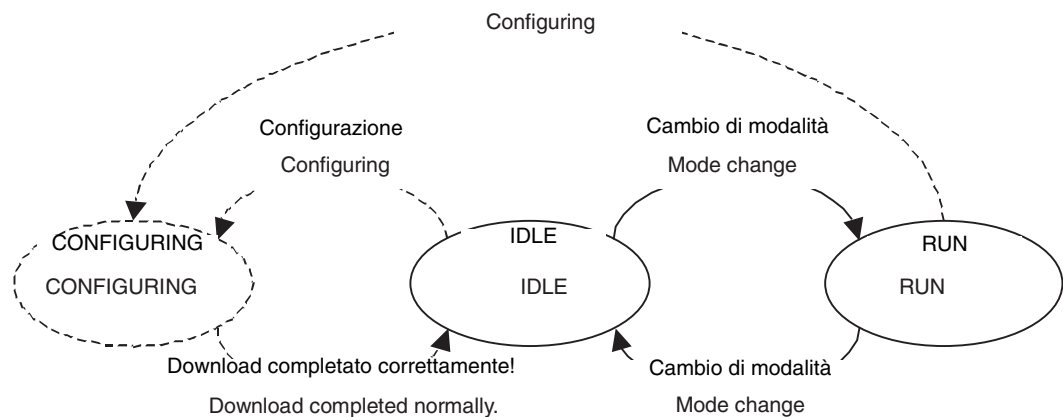 Configuring
Configurazione
Configuring
Cambio di modalità
Mode change
CONFIGURING
CONFIGURING
IDLE
IDLE
RUN
RUN
Download completato correttamente!
Download completed normally.
Cambio di modalità
Mode change